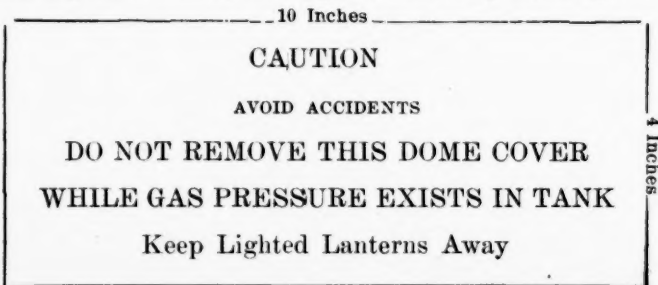 10 Inches
CAUTION
AVOID ACCIDENTS
DO NOT REMOVE THIS DOME COVER
WHILE GAS PRESSURE EXISTS IN TANK
Keep Lighted Lanterns Away
4 Inches